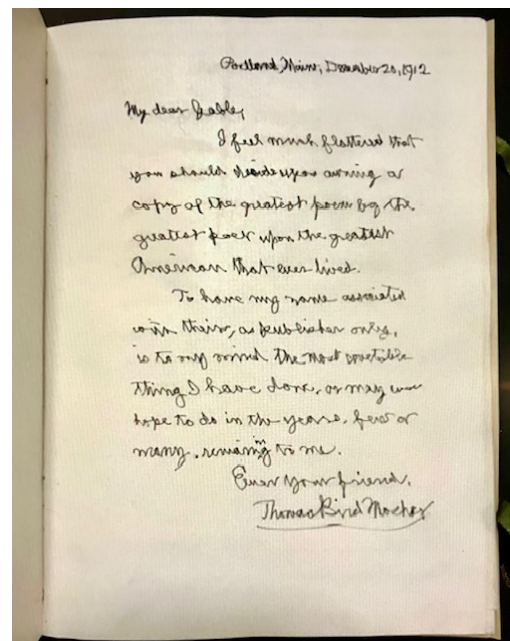 Portland, Maine, December 20, 1912
My dear Gable,
I feel much flattered that
you should decide upon owning a
copy of the greatest poem by the
greatest poet upon the greatest
American that ever lived.
To have my name associated
with theirs, as publisher only,
is to my mind the most
thing I have done, or may ever
hope to do in the years, few or
many, remaining to me.
Ever your friend,
Thomas Bird Mosher